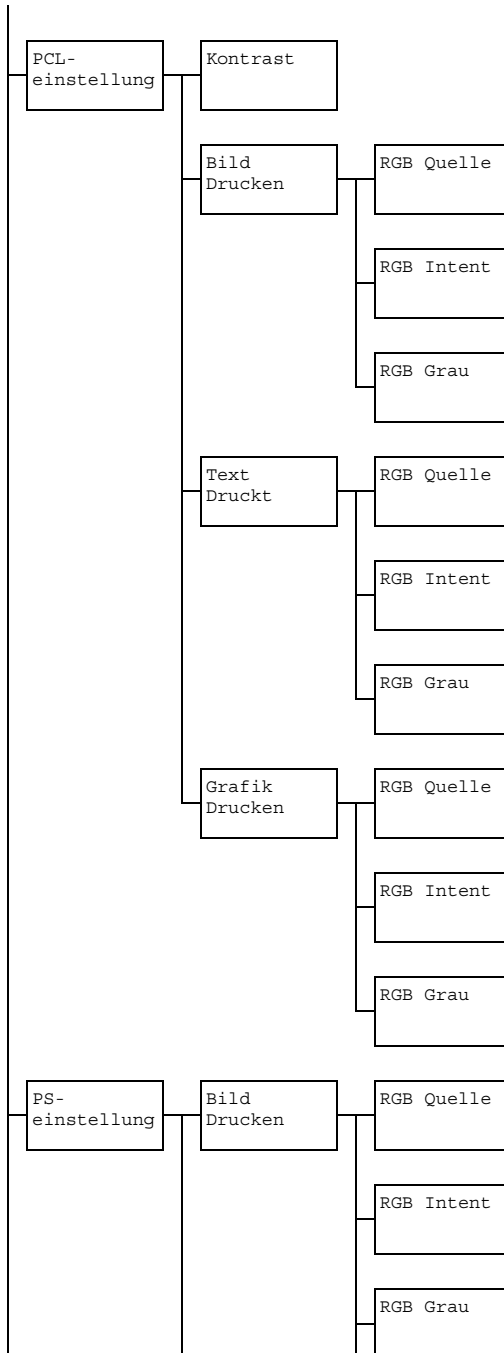 PCL-
einstellung
Kontrast
Bild
Drucken
RGB Quelle
RGB Intent
RGB Grau
Text
Druckt
RGB Quelle
RGB Intent
RGB Grau
Grafik
Drucken
RGB Quelle
RGB Intent
RGB Grau
PS-
einstellung
Bild
Drucken
RGB Quelle
RGB Intent
RGB Grau